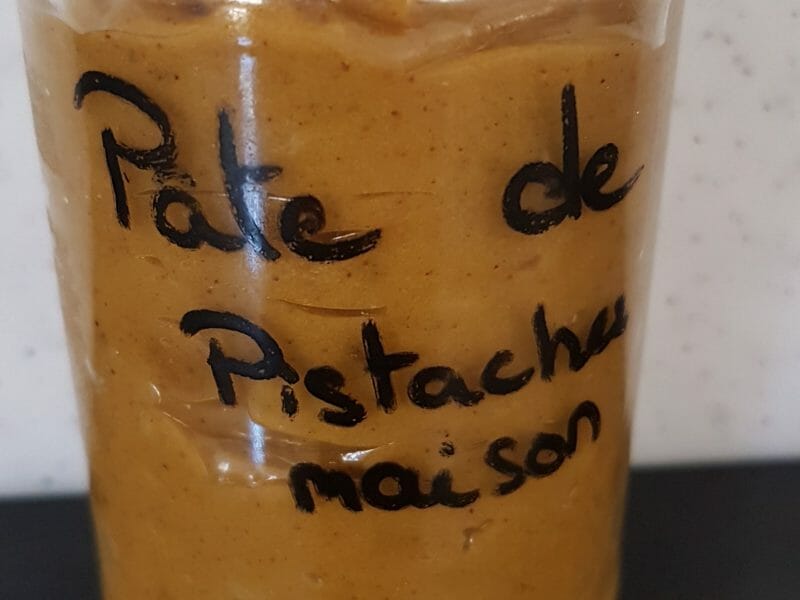 Pate de
Pistache
maison